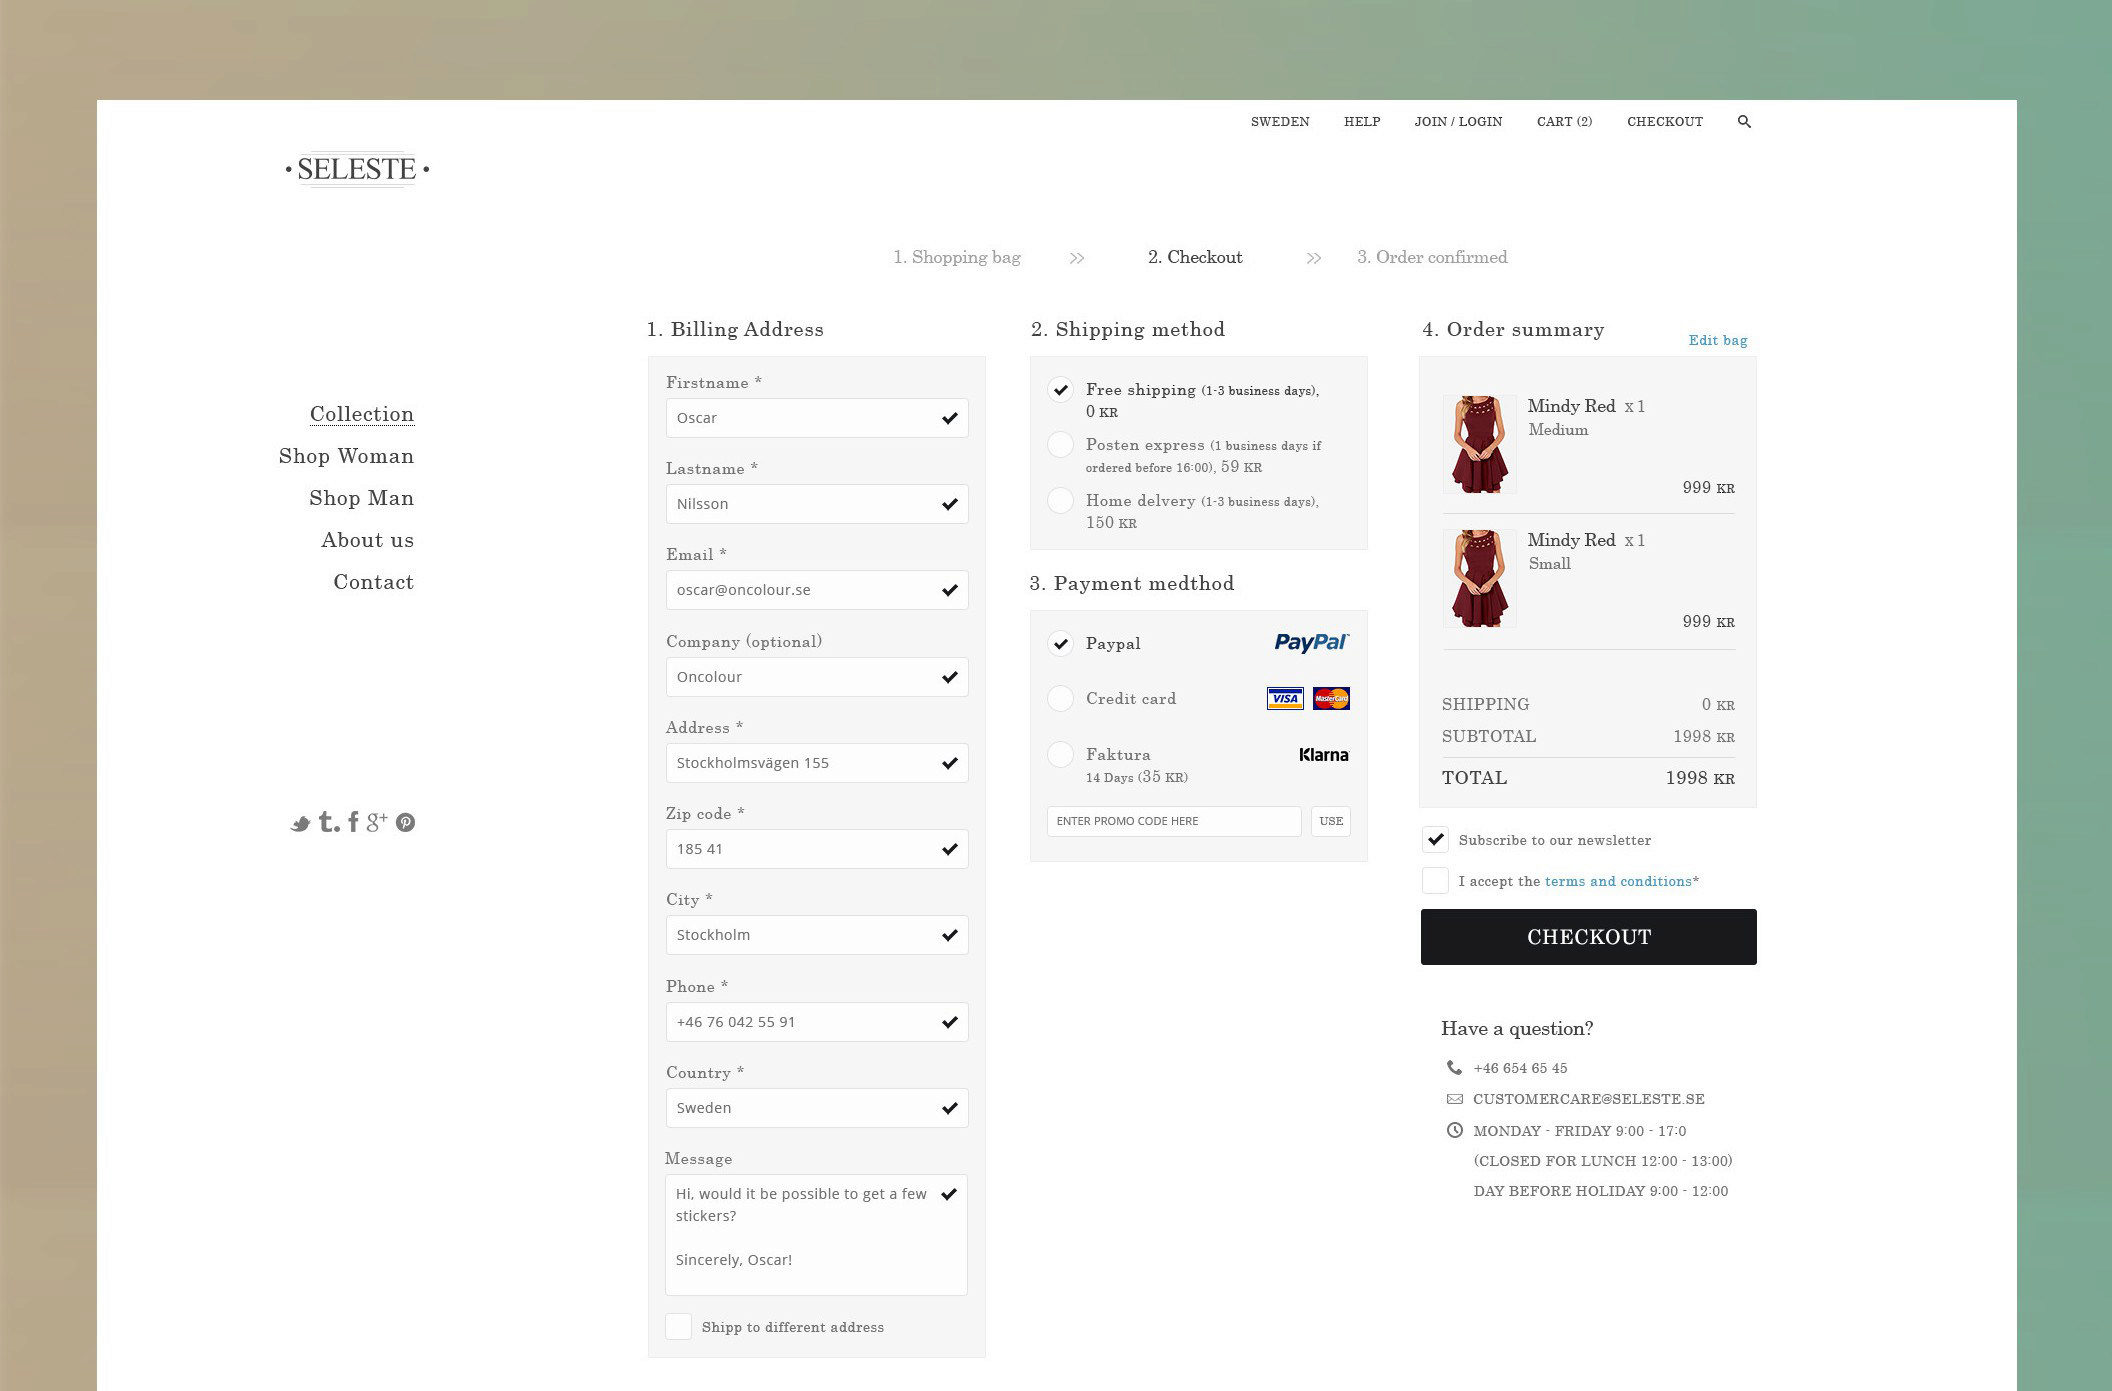 SWEDEN HELP JOIN / LOGIN CART (2) CHECKOUT
• SELESTE •
1. Shopping bag >> 2. Checkout >> 3. Order confirmed
Collection
Shop Woman
Shop Man
About us
Contact
1. Billing Address
Firstname *
Oscar
Lastname *
Nilsson
Email *
oscar@oncolour.se
Company (optional)
Oncolour
Address *
Stockholmsvägen 155
Zip code *
185 41
City *
Stockholm
Phone *
+46 76 042 55 91
Country *
Sweden
Message
Hi, would it be possible to get a few
stickers?
Sincerely, Oscar!
Shipp to different address
2. Shipping method
Free shipping (1-3 business days),
0 KR
Posten express (1 business days if
ordered before 16:00), 59 KR
Home delvery (1-3 business days),
150 KR
3. Payment medthod
Paypal PayPal™
Credit card VISA MasterCard
Faktura Klarna
14 Days (35 KR)
ENTER PROMO CODE HERE USE
4. Order summary
Edit bag
Mindy Red x 1
Medium
999 KR
Mindy Red x 1
Small
999 KR
SHIPPING 0 KR
SUBTOTAL 1998 KR
TOTAL 1998 KR
Subscribe to our newsletter
I accept the terms and conditions*
CHECKOUT
Have a question?
+46 654 65 45
CUSTOMERCARE@SELESTE.SE
MONDAY - FRIDAY 9:00 - 17:0
(CLOSED FOR LUNCH 12:00 - 13:00)
DAY BEFORE HOLIDAY 9:00 - 12:00